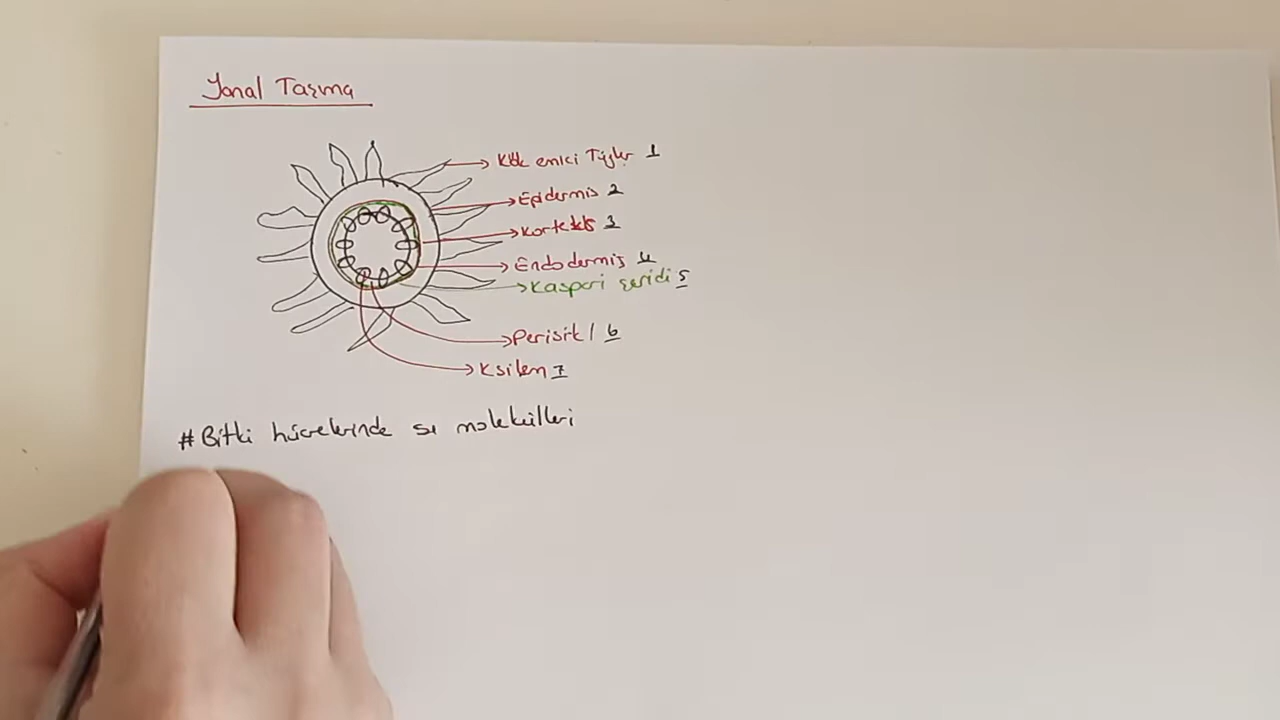 Yanal Taşıma
Kök emici Tüyler 1
Epidermis 2
Korteks 3
Endodermis 4
Kaspari şeridi 5
Perisikl 6
Ksilem 7
#Bitki hücrelerinde su molekülleri